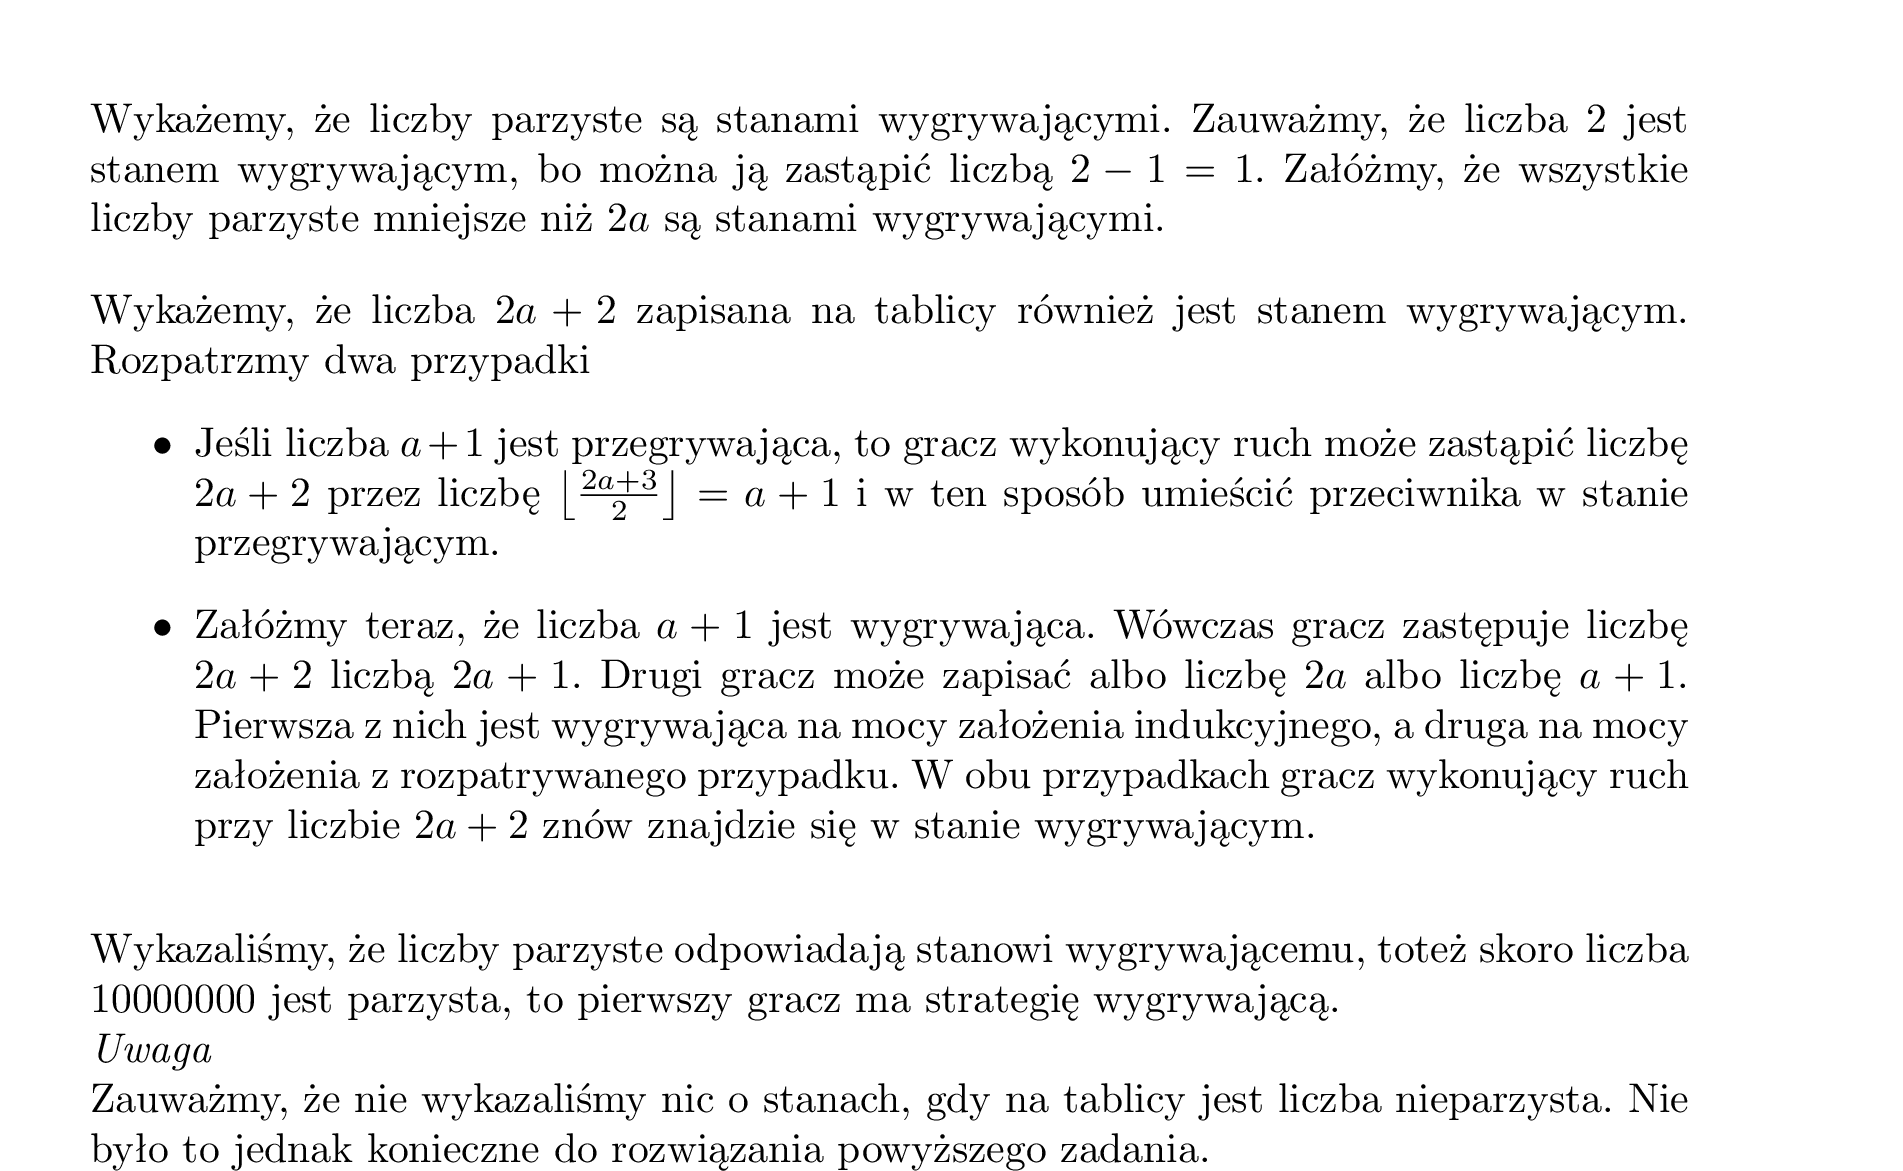 Wykażemy, że liczby parzyste są stanami wygrywającymi. Zauważmy, że liczba 2 jest
stanem wygrywającym, bo można ją zastąpić liczbą 2 − 1 = 1. Załóżmy, że wszystkie
liczby parzyste mniejsze niż 2a są stanami wygrywającymi.
Wykażemy, że liczba 2a + 2 zapisana na tablicy również jest stanem wygrywającym.
Rozpatrzmy dwa przypadki
• Jeśli liczba a + 1 jest przegrywająca, to gracz wykonujący ruch może zastąpić liczbę
2a + 2 przez liczbę ⌊\frac{2a+3}{2}⌋ = a + 1 i w ten sposób umieścić przeciwnika w stanie
przegrywającym.
• Załóżmy teraz, że liczba a + 1 jest wygrywająca. Wówczas gracz zastępuje liczbę
2a + 2 liczbą 2a + 1. Drugi gracz może zapisać albo liczbę 2a albo liczbę a + 1.
Pierwsza z nich jest wygrywająca na mocy założenia indukcyjnego, a druga na mocy
założenia z rozpatrywanego przypadku. W obu przypadkach gracz wykonujący ruch
przy liczbie 2a + 2 znów znajdzie się w stanie wygrywającym.
Wykazaliśmy, że liczby parzyste odpowiadają stanowi wygrywającemu, toteż skoro liczba
10000000 jest parzysta, to pierwszy gracz ma strategię wygrywającą.
Uwaga
Zauważmy, że nie wykazaliśmy nic o stanach, gdy na tablicy jest liczba nieparzysta. Nie
było to jednak konieczne do rozwiązania powyższego zadania.